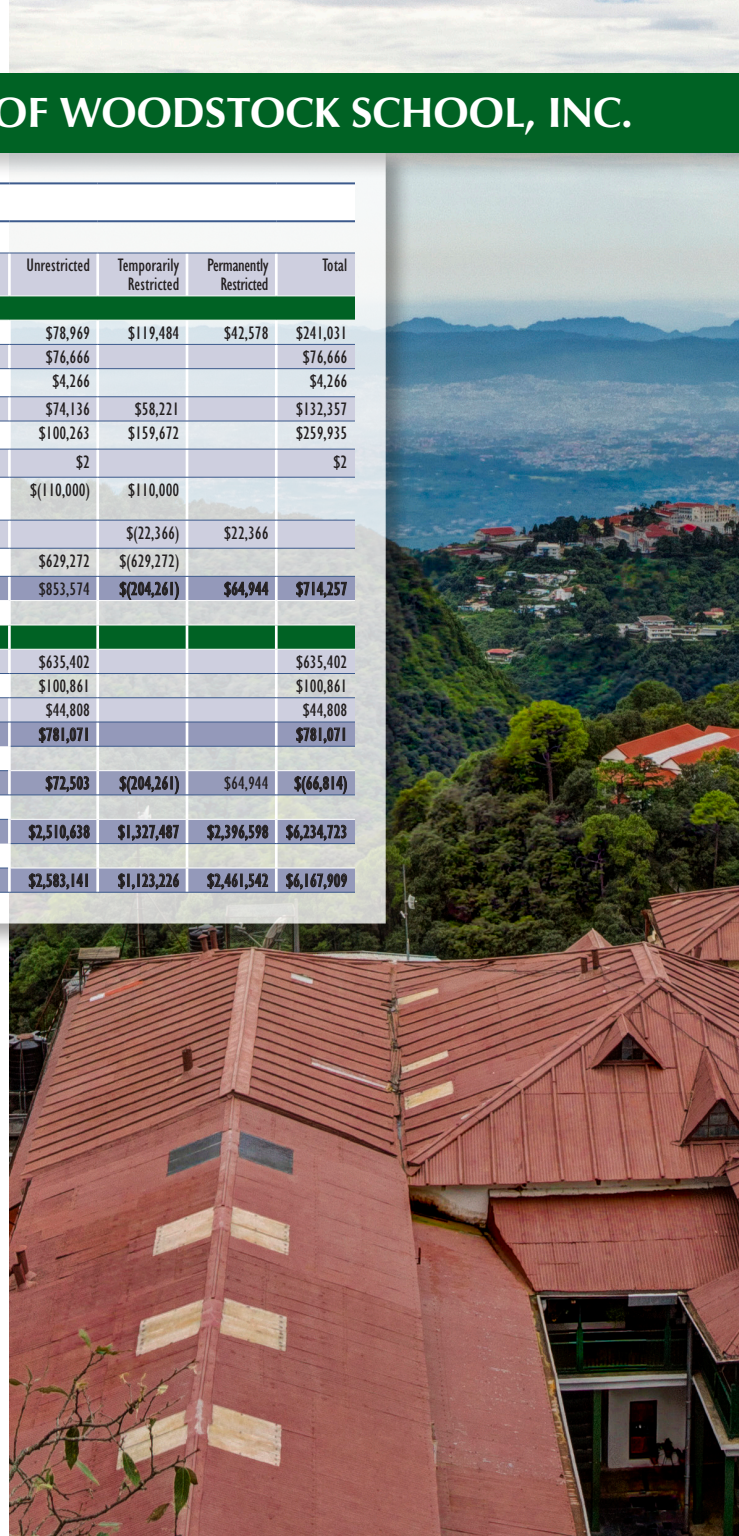 OF WOODSTOCK SCHOOL, INC.
Unrestricted Temporarily Restricted Permanently Restricted Total
$78,969 $119,484 $42,578 $241,031
$76,666 $76,666
$4,266 $4,266
$74,136 $58,221 $132,357
$100,263 $159,672 $259,935
$2 $2
$(110,000) $110,000
$(22,366) $22,366
$629,272 $(629,272)
$853,574 $(204,261) $64,944 $714,257
$635,402 $635,402
$100,861 $100,861
$44,808 $44,808
$781,071 $781,071
$72,503 $(204,261) $64,944 $(66,814)
$2,510,638 $1,327,487 $2,396,598 $6,234,723
$2,583,141 $1,123,226 $2,461,542 $6,167,909